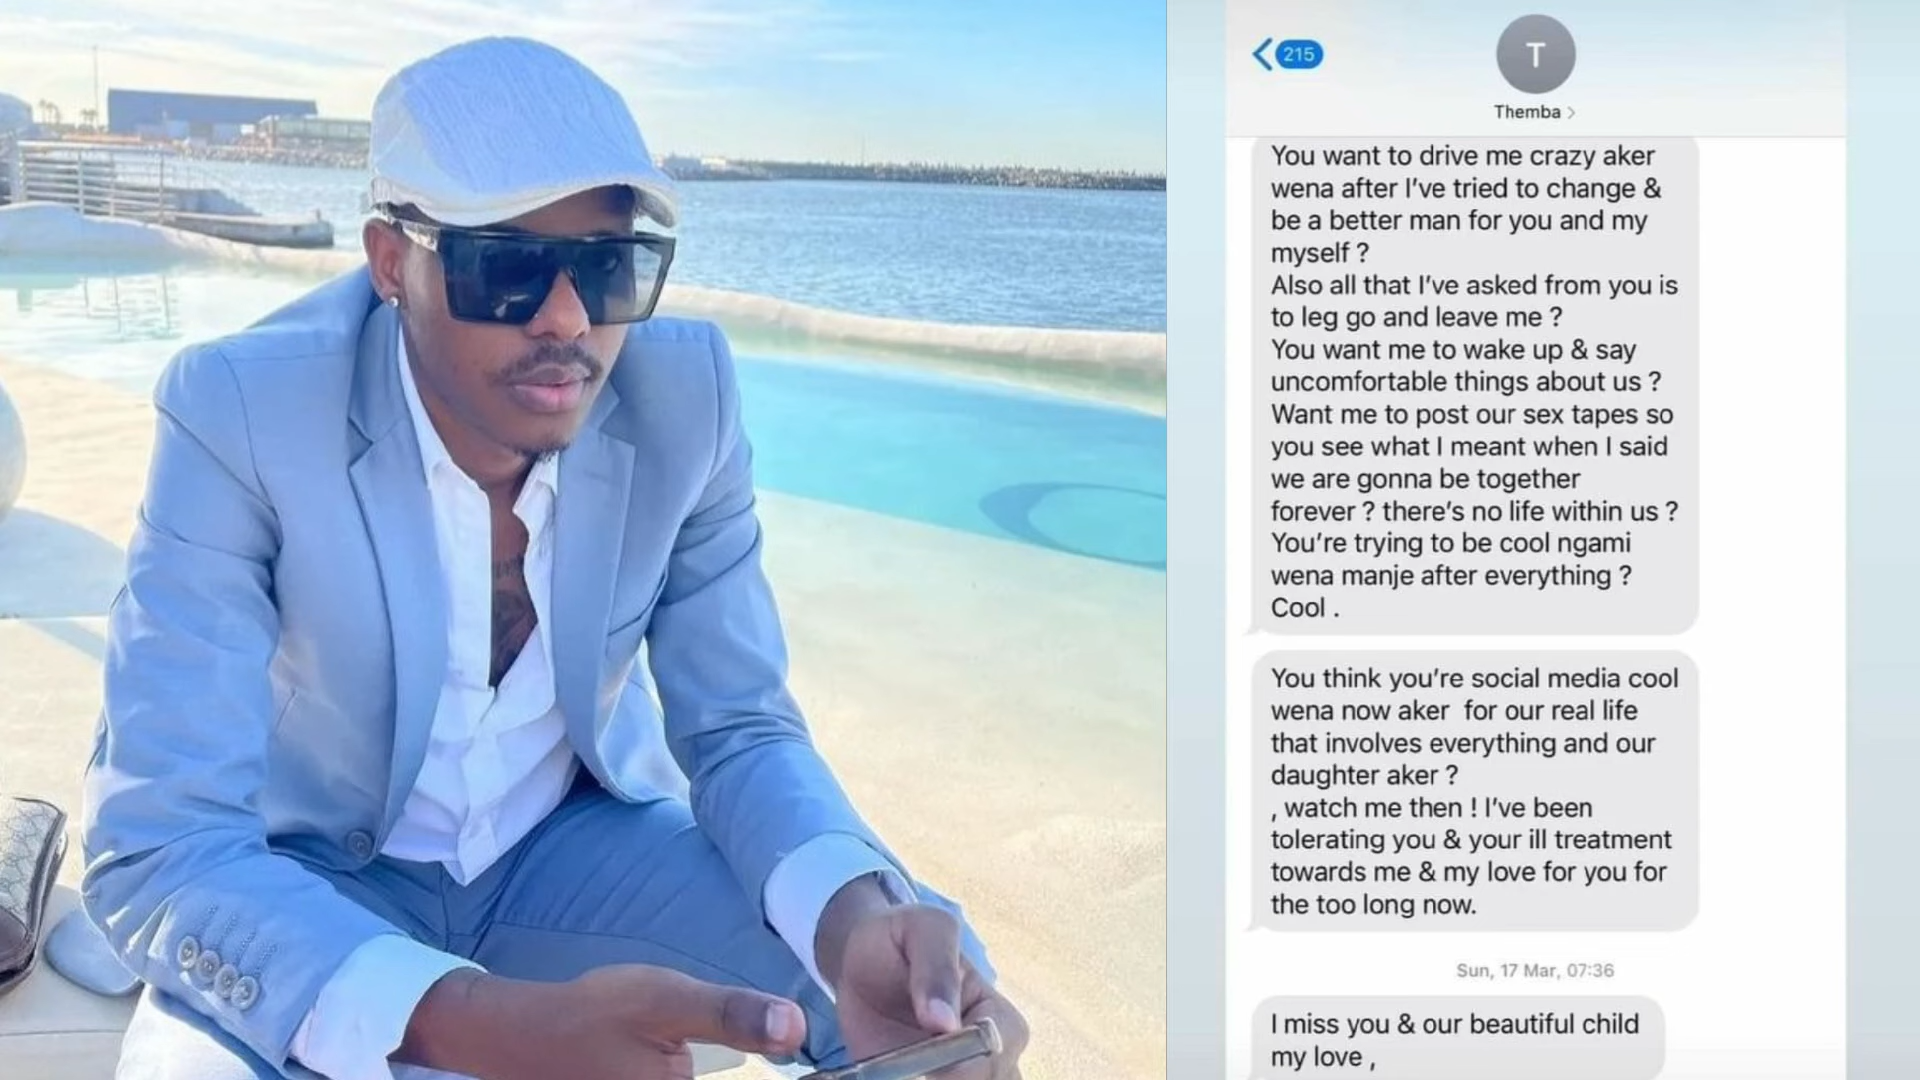 215
T
Themba >
You want to drive me crazy aker
wena after I've tried to change &
be a better man for you and my
myself ?
Also all that I've asked from you is
to leg go and leave me ?
You want me to wake up & say
uncomfortable things about us ?
Want me to post our sex tapes so
you see what I meant when I said
we are gonna be together
forever ? there's no life within us ?
You're trying to be cool ngami
wena manje after everything ?
Cool .
You think you're social media cool
wena now aker  for our real life
that involves everything and our
daughter aker ?
, watch me then ! I've been
tolerating you & your ill treatment
towards me & my love for you for
the too long now.
Sun, 17 Mar, 07:36
I miss you & our beautiful child
my love ,